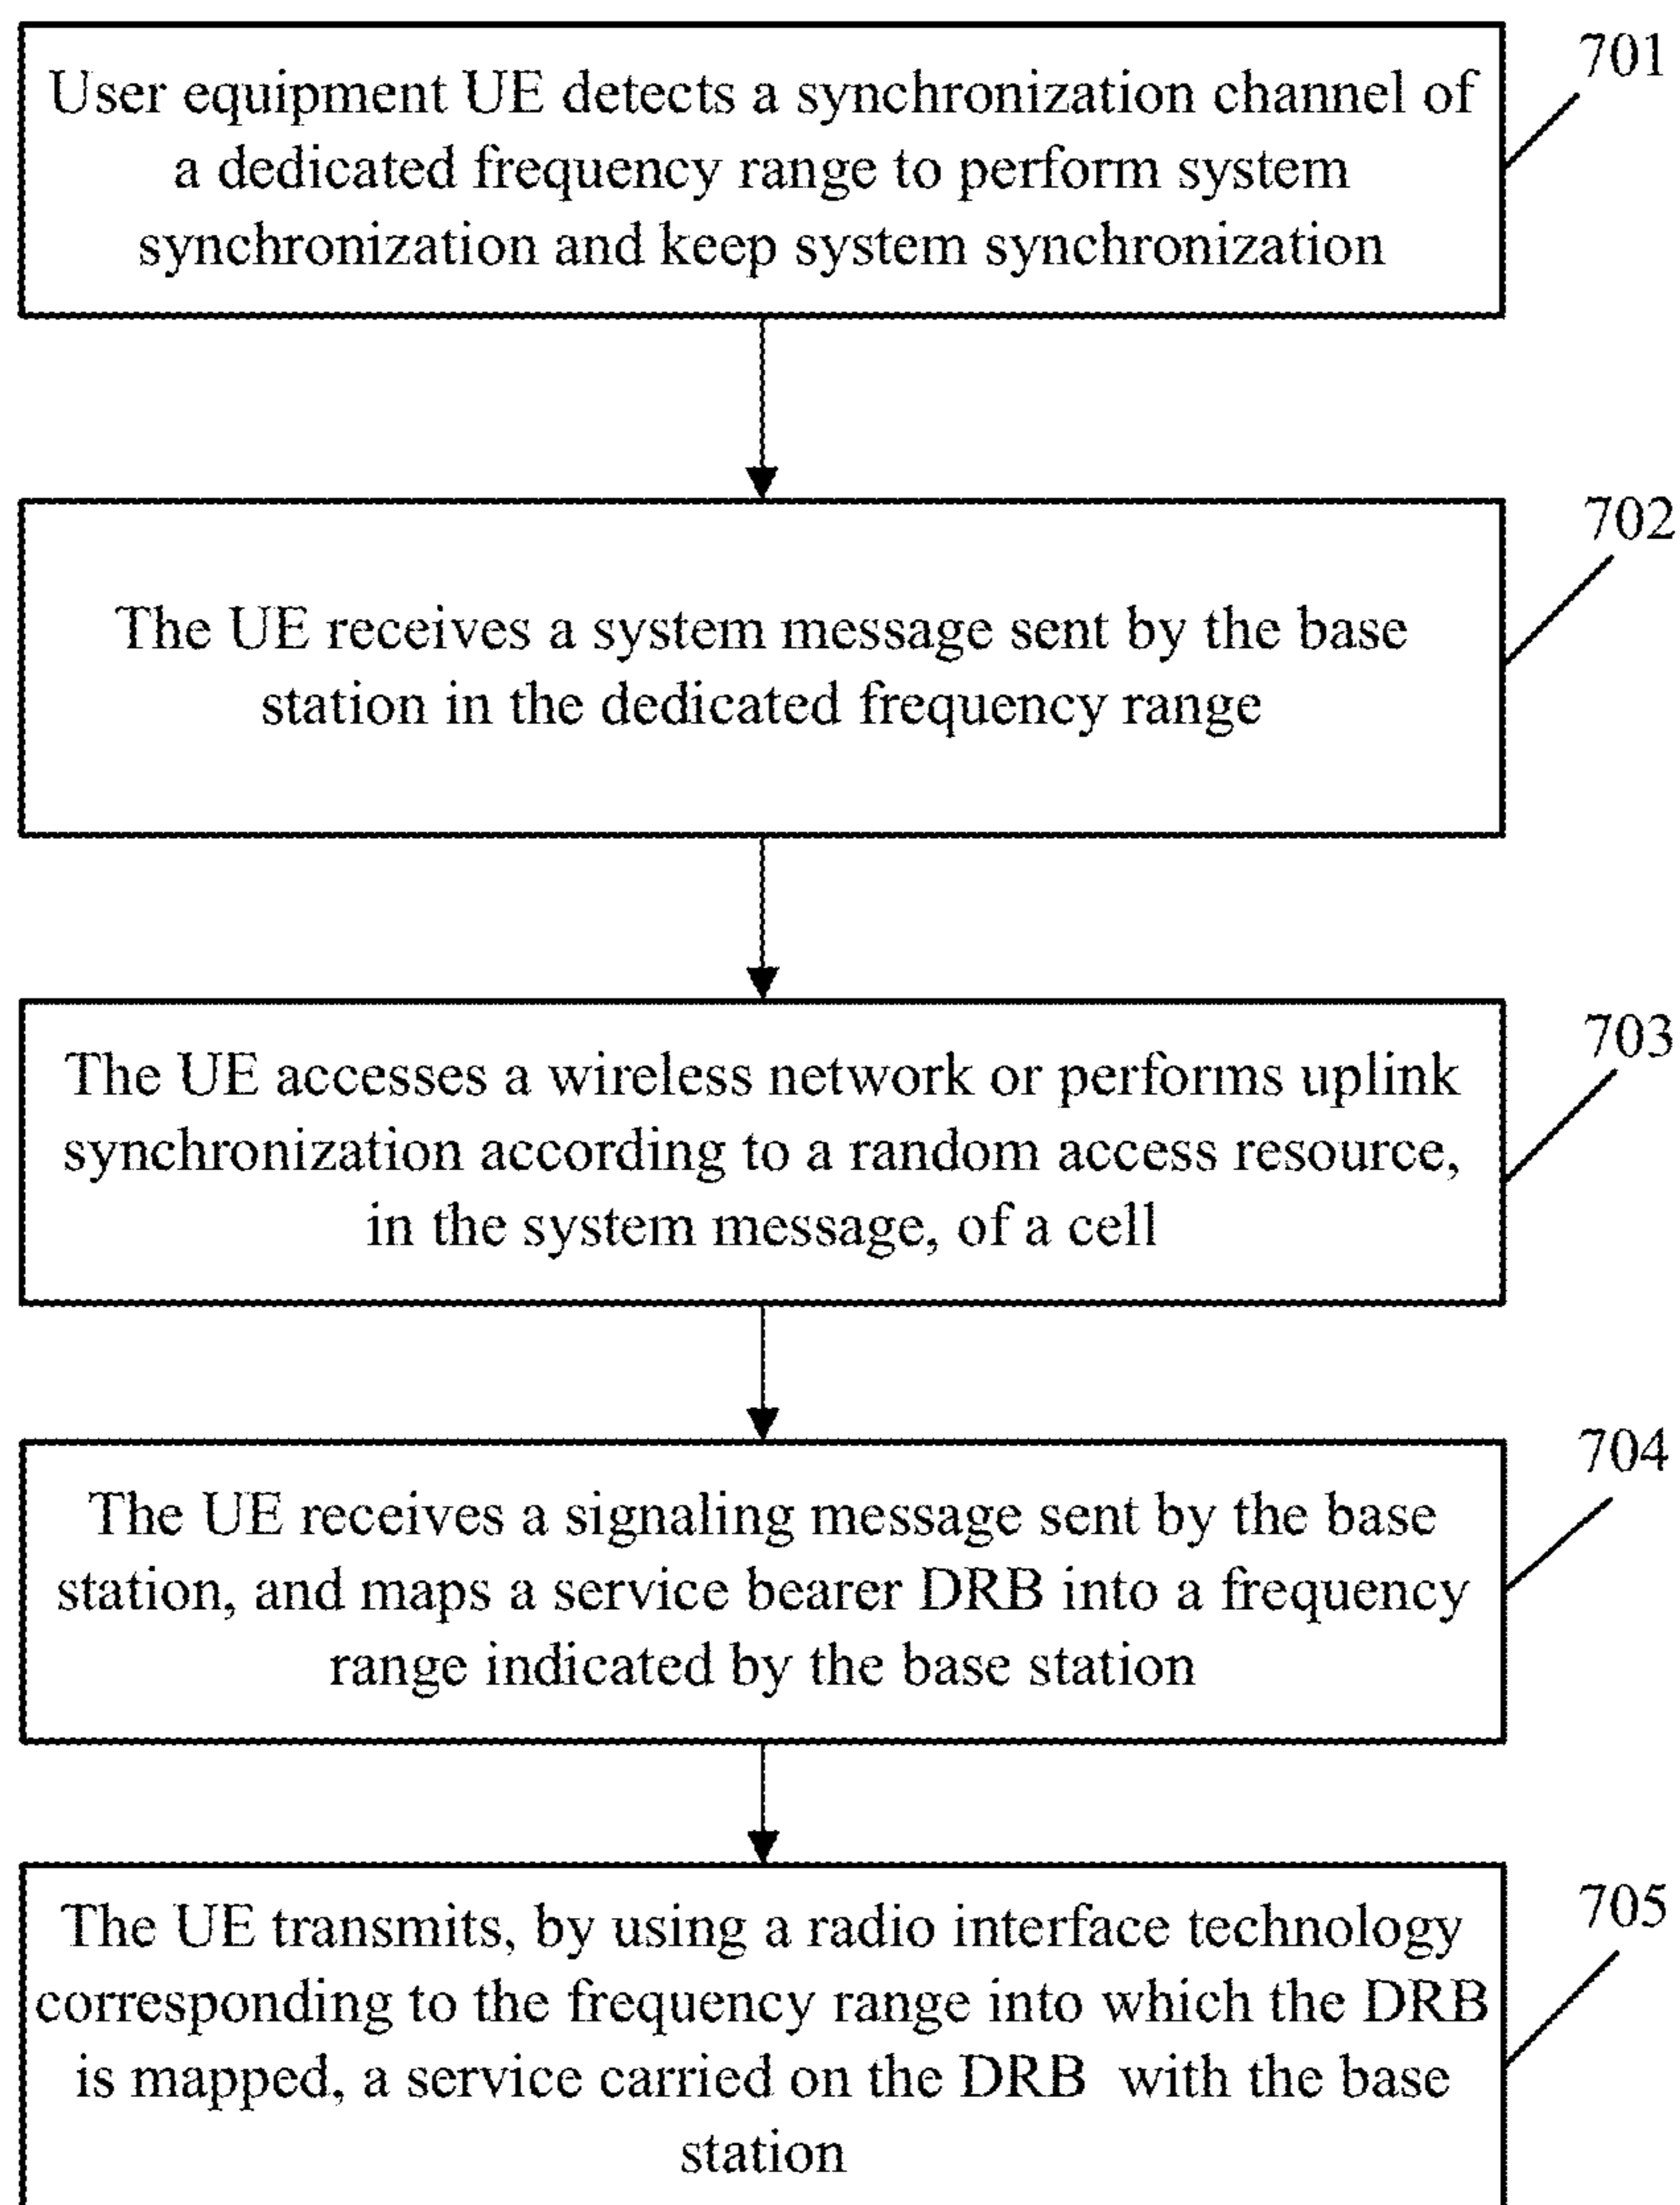 701
User equipment UE detects a synchronization channel of
a dedicated frequency range to perform system
synchronization and keep system synchronization
702
The UE receives a system message sent by the base
station in the dedicated frequency range
703
The UE accesses a wireless network or performs uplink
synchronization according to a random access resource,
in the system message, of a cell
704
The UE receives a signaling message sent by the base
station, and maps a service bearer DRB into a frequency
range indicated by the base station
705
The UE transmits, by using a radio interface technology
corresponding to the frequency range into which the DRB
is mapped, a service carried on the DRB with the base
station